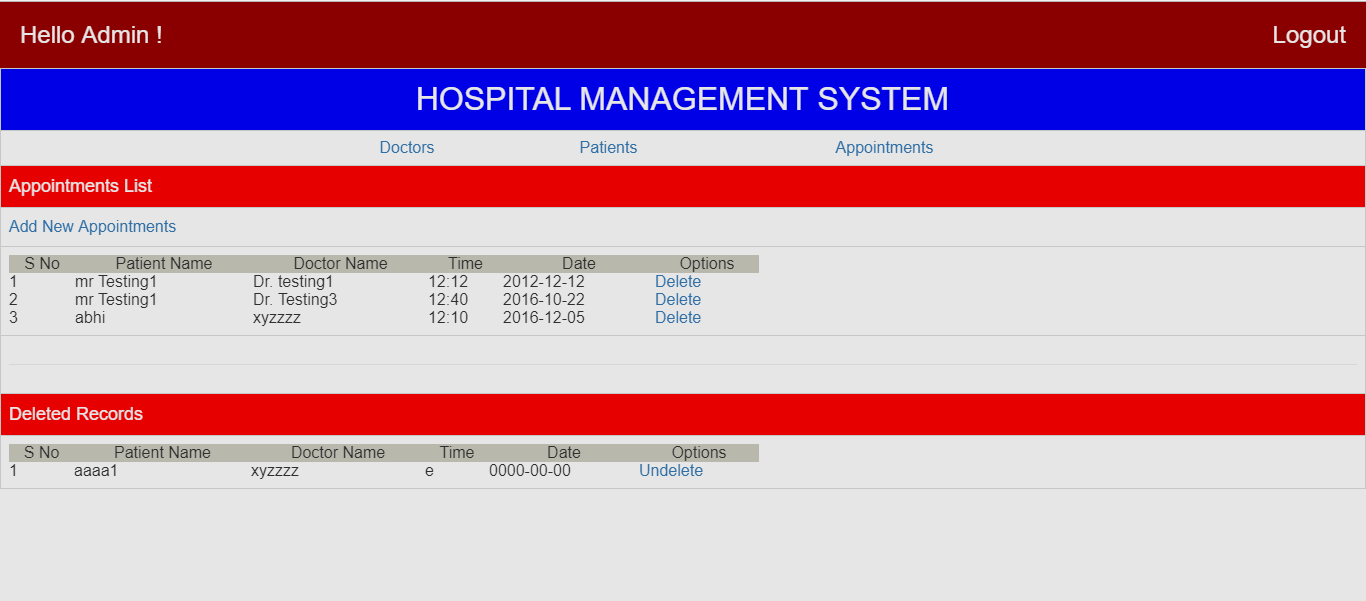 Hello Admin ! Logout
HOSPITAL MANAGEMENT SYSTEM
Doctors Patients Appointments
Appointments List
Add New Appointments
S No Patient Name Doctor Name Time Date Options
1 mr Testing1 Dr. testing1 12:12 2012-12-12 Delete
2 mr Testing1 Dr. Testing3 12:40 2016-10-22 Delete
3 abhi xyzzzz 12:10 2016-12-05 Delete
Deleted Records
S No Patient Name Doctor Name Time Date Options
1 aaaa1 xyzzzz e 0000-00-00 Undelete